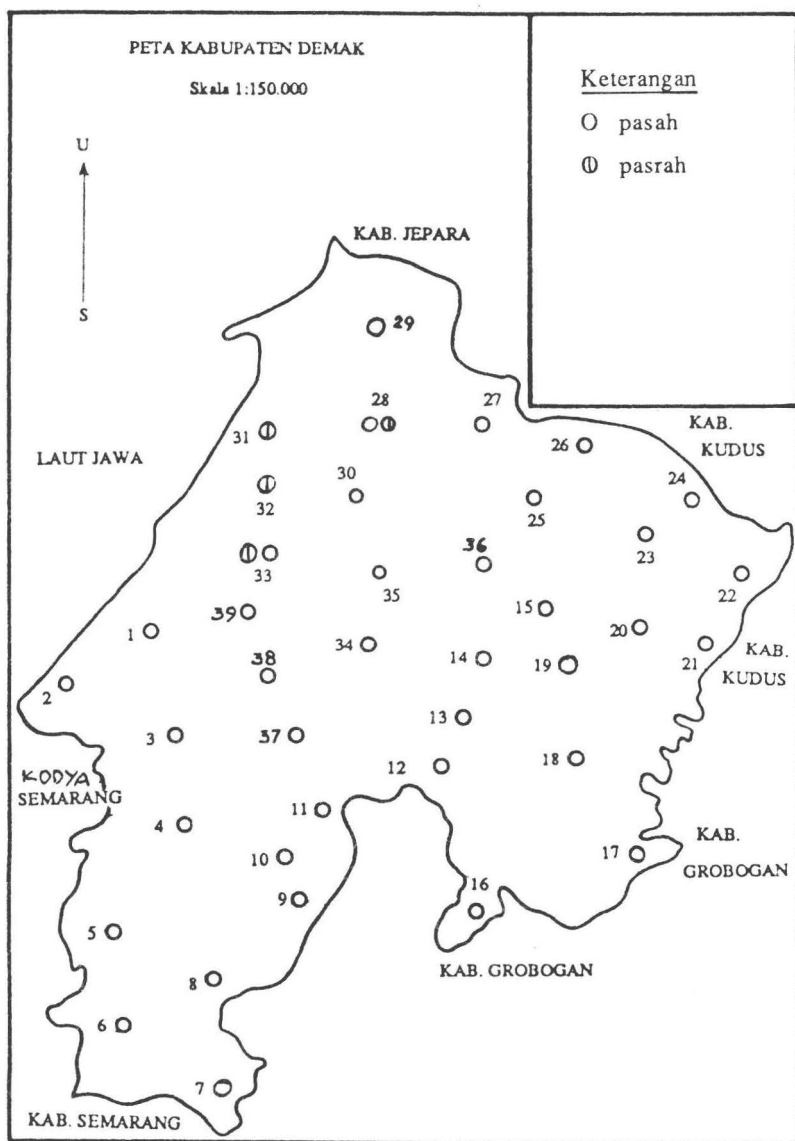 PETA KABUPATEN DEMAK
Skala 1:150.000
Keterangan
pasah
pasrah
U
S
KAB. JEPARA
29
28
27
31
26
KAB.
KUDUS
LAUT JAWA
30
24
32
25
36
23
33
35
22
39
15
1
20
34
14
21
38
19
KAB.
KUDUS
2
13
3
37
12
18
KODYA
SEMARANG
11
4
KAB.
GROBOGAN
10
17
16
9
5
KAB. GROBOGAN
8
6
7
KAB. SEMARANG